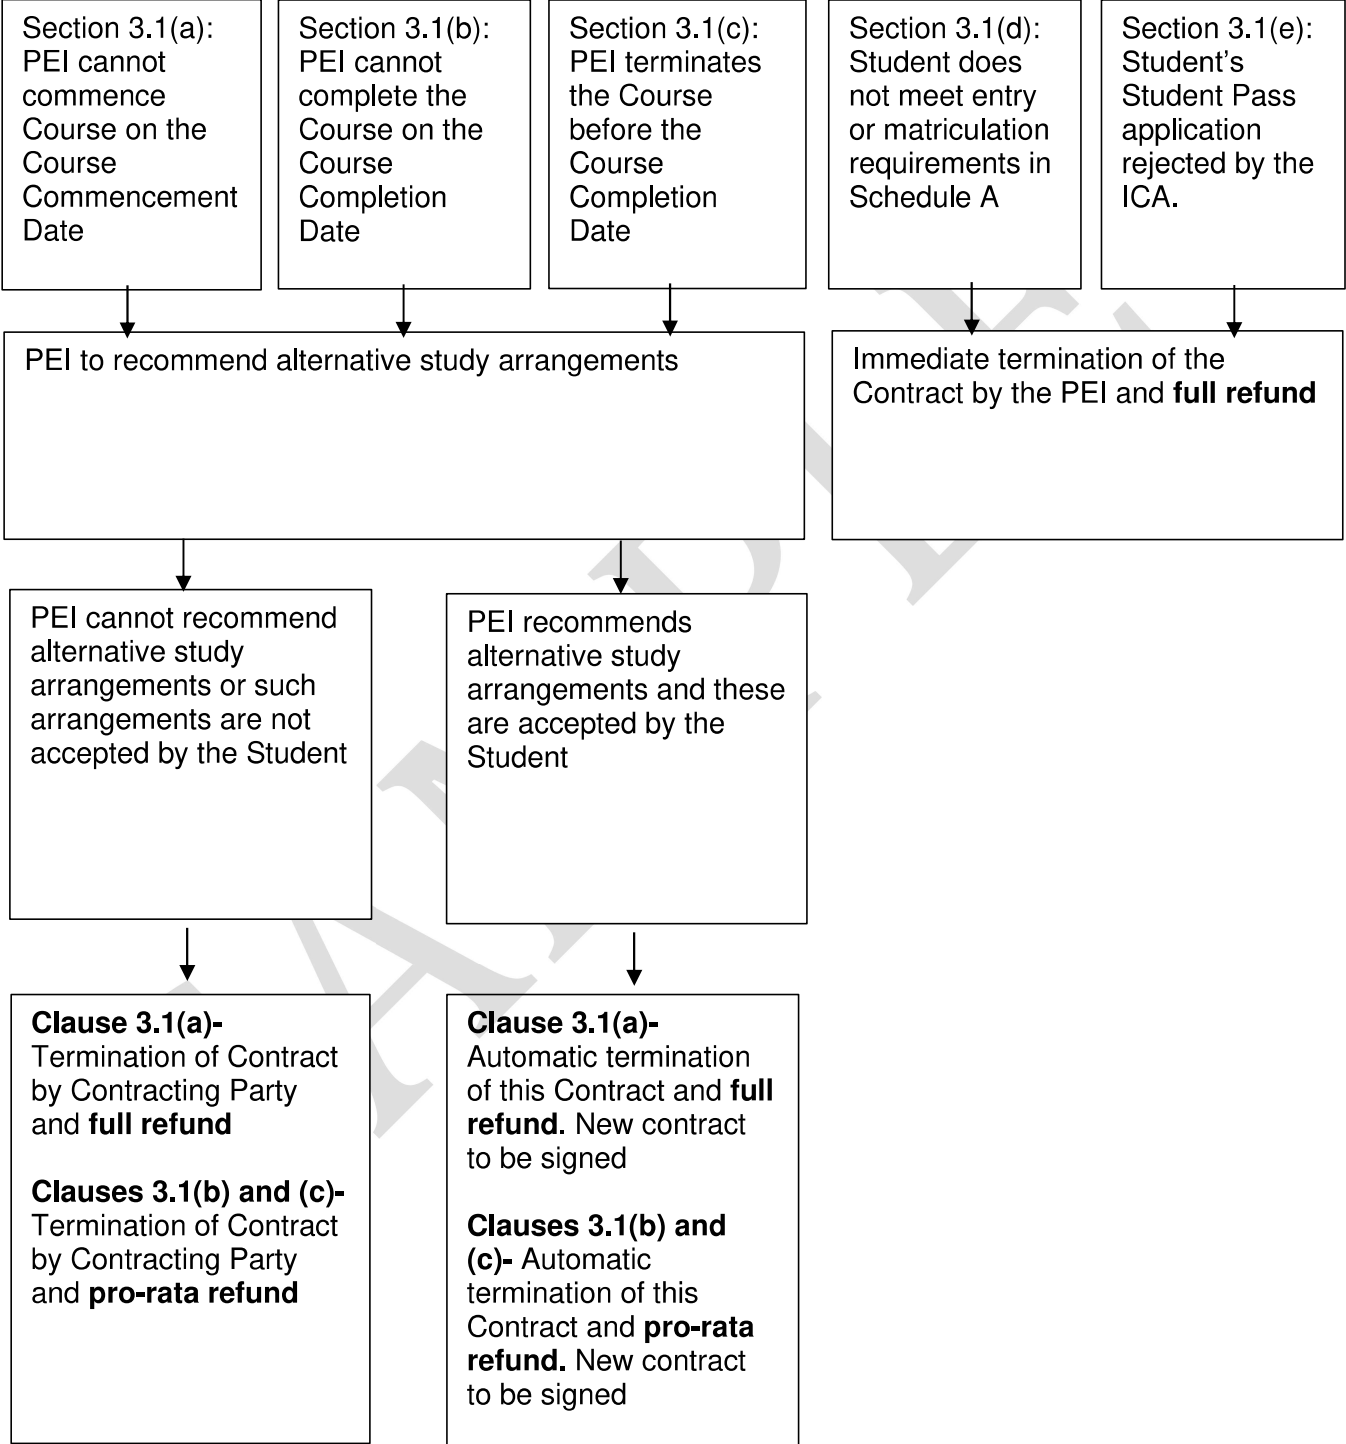 Section 3.1(a):
PEI cannot
commence
Course on the
Course
Commencement
Date
Section 3.1(b):
PEI cannot
complete the
Course on the
Course
Completion
Date
Section 3.1(c):
PEI terminates
the Course
before the
Course
Completion
Date
Section 3.1(d):
Student does
not meet entry
or matriculation
requirements in
Schedule A
Section 3.1(e):
Student's
Student Pass
application
rejected by the
ICA.
PEI to recommend alternative study arrangements
Immediate termination of the
Contract by the PEI and full refund
PEI cannot recommend
alternative study
arrangements or such
arrangements are not
accepted by the Student
PEI recommends
alternative study
arrangements and these
are accepted by the
Student
Clause 3.1(a)-
Termination of Contract
by Contracting Party
and full refund
Clauses 3.1(b) and (c)-
Termination of Contract
by Contracting Party
and pro-rata refund
Clause 3.1(a)-
Automatic termination
of this Contract and full
refund. New contract
to be signed
Clauses 3.1(b) and
(c)- Automatic
termination of this
Contract and pro-rata
refund. New contract
to be signed